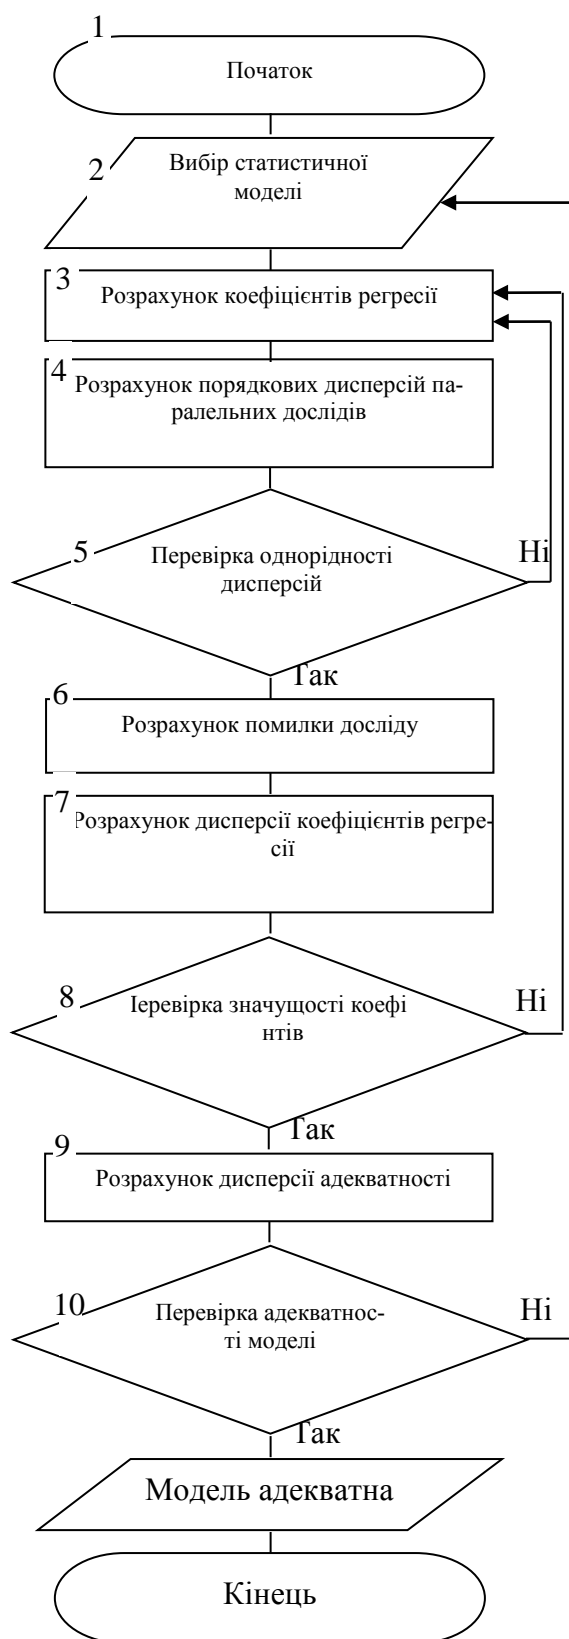 1
Початок
2
Вибір статистичної
моделі
3
Розрахунок коефіцієнтів регресії
4
Розрахунок порядкових дисперсій па-
ралельних дослідів
5
Перевірка однорідності
дисперсій
Ні
Так
6
Розрахунок помилки досліду
7
Розрахунок дисперсії коефіцієнтів регре-
сії
8
еревірка значущості коефі
нтів
Ні
Так
9
Розрахунок дисперсії адекватності
10
Перевірка адекватнос-
ті моделі
Ні
Так
Модель адекватна
Кінець